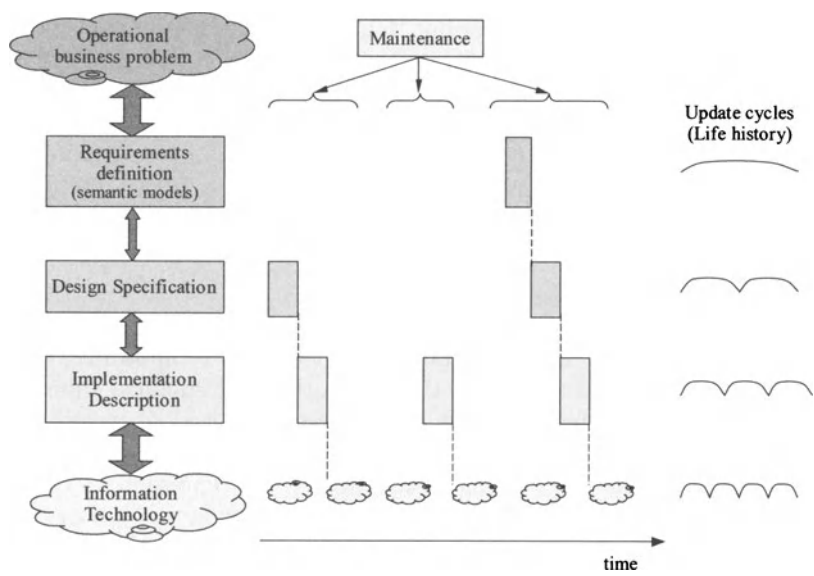 Operational
business problem
Maintenance
Update cycles
(Life history)
Requirements
definition
(semantic models)
Design Specification
Implementation
Description
Information
Technology
time